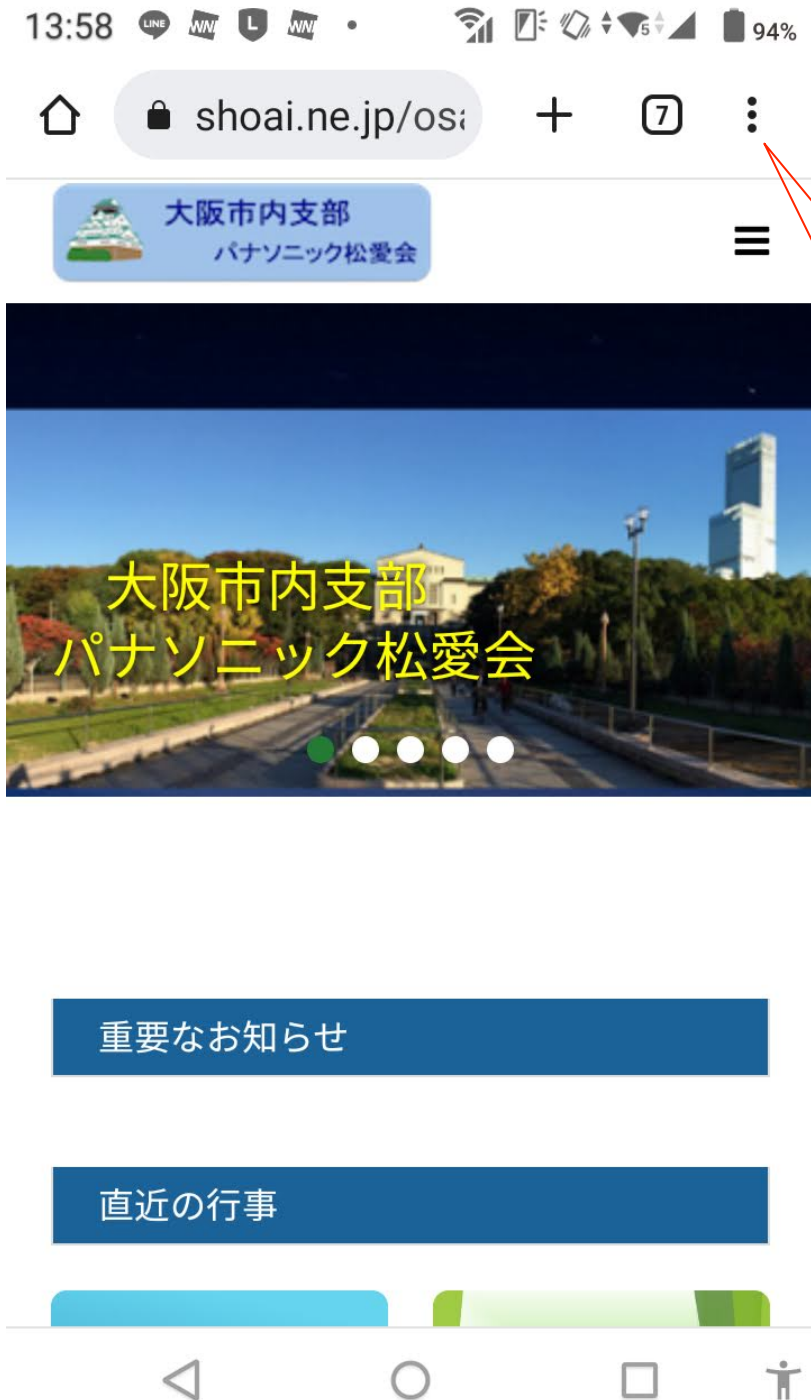 13:58
94%
shoai.ne.jp/os
7
大阪市内支部
パナソニック松愛会
大阪市内支部
パナソニック松愛会
重要なお知らせ
直近の行事